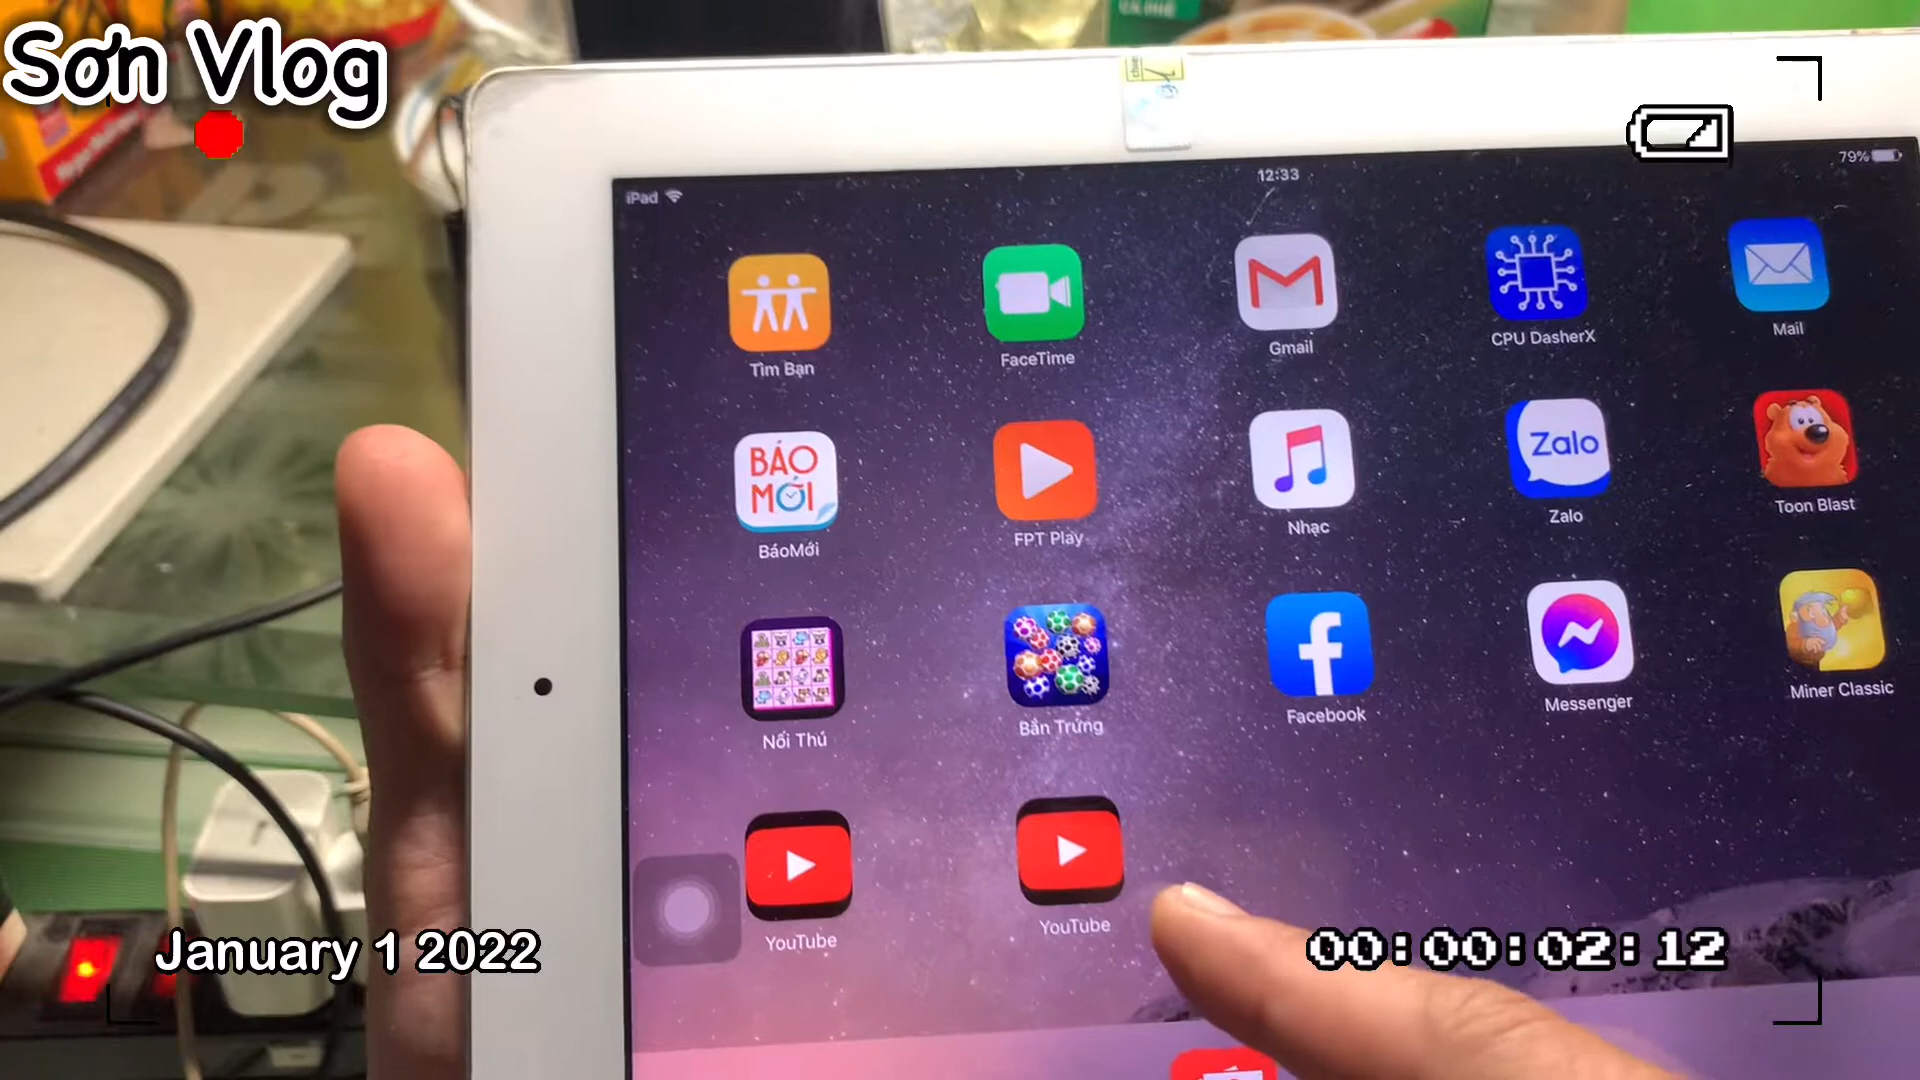 Sơn Vlog
CÀ PHÊ
iPad
12:33
79%
Tìm Bạn
FaceTime
Gmail
CPU DasherX
Mail
BÁO
MỚI
Zalo
BáoMới
FPT Play
Nhạc
Zalo
Toon Blast
Nối Thú
Bắn Trứng
Facebook
Messenger
Miner Classic
YouTube
YouTube
January 1 2022
00:00:02:12